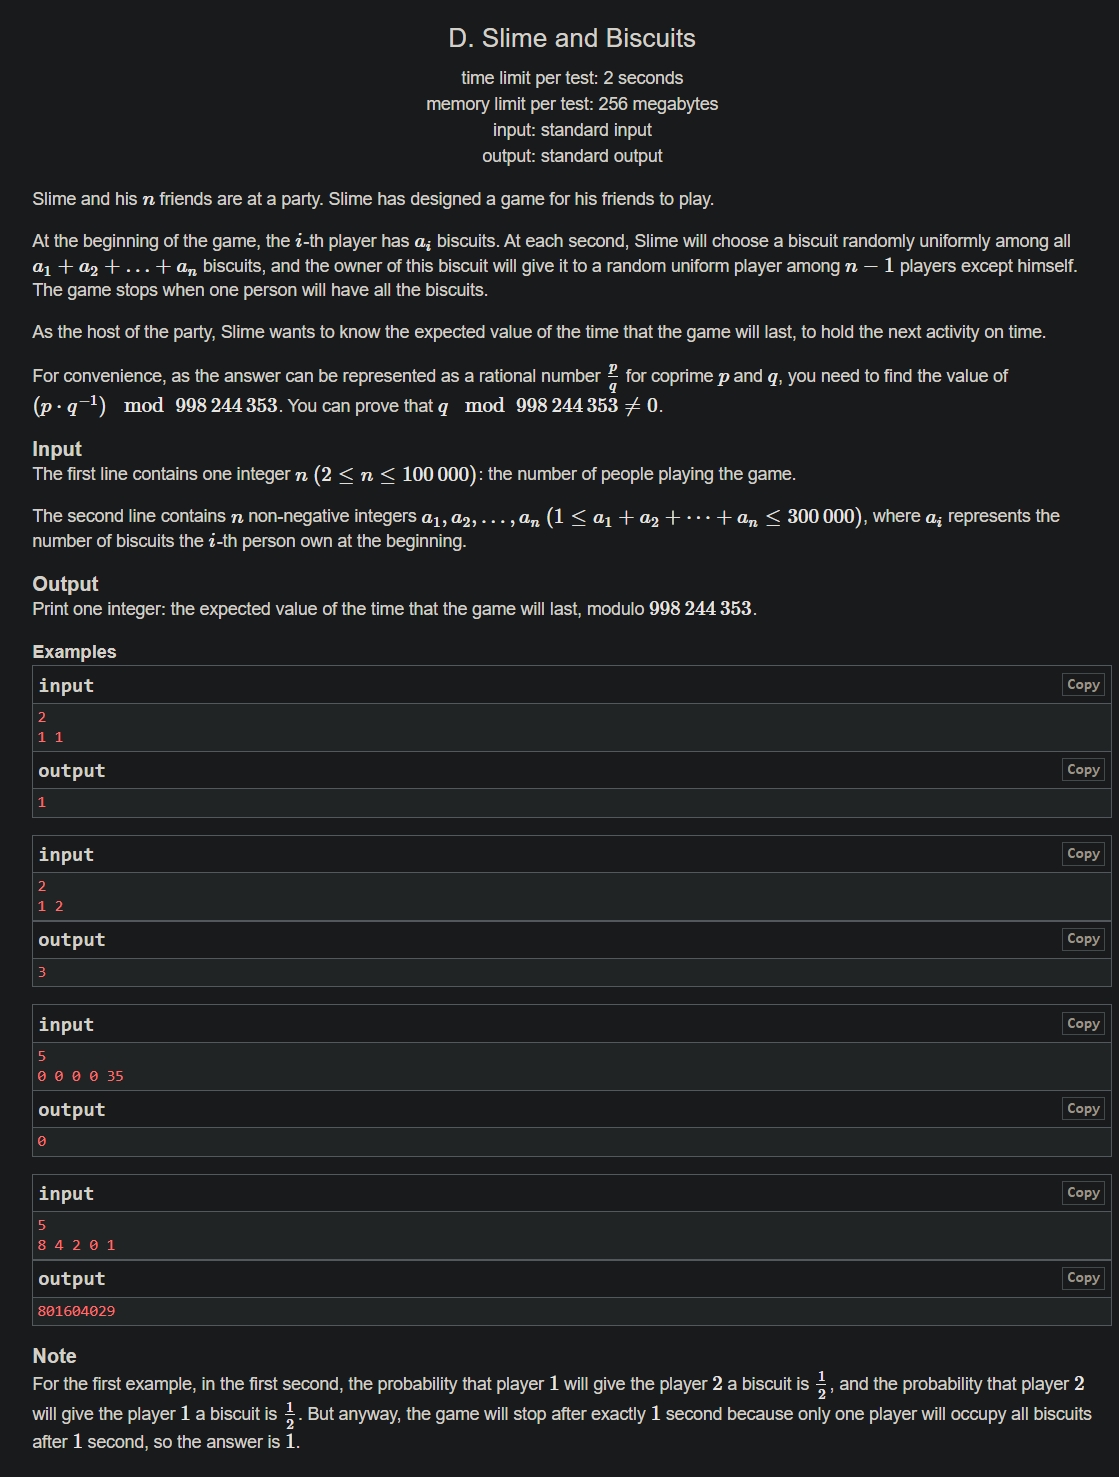 D. Slime and Biscuits
time limit per test: 2 seconds
memory limit per test: 256 megabytes
input: standard input
output: standard output
Slime and his n friends are at a party. Slime has designed a game for his friends to play.
At the beginning of the game, the i-th player has a_i biscuits. At each second, Slime will choose a biscuit randomly uniformly among all
a_1 + a_2 + … + a_n biscuits, and the owner of this biscuit will give it to a random uniform player among n − 1 players except himself.
The game stops when one person will have all the biscuits.
As the host of the party, Slime wants to know the expected value of the time that the game will last, to hold the next activity on time.
For convenience, as the answer can be represented as a rational number p/q for coprime p and q, you need to find the value of
(p · q^{−1}) mod 998 244 353. You can prove that q mod 998 244 353 ≠ 0.
Input
The first line contains one integer n (2 ≤ n ≤ 100 000): the number of people playing the game.
The second line contains n non-negative integers a_1, a_2, …, a_n (1 ≤ a_1 + a_2 + ⋯ + a_n ≤ 300 000), where a_i represents the
number of biscuits the i-th person own at the beginning.
Output
Print one integer: the expected value of the time that the game will last, modulo 998 244 353.
Examples
input Copy
2
1 1
output Copy
1
input Copy
2
1 2
output Copy
3
input Copy
5
0 0 0 0 35
output Copy
0
input Copy
5
8 4 2 0 1
output Copy
801604029
Note
For the first example, in the first second, the probability that player 1 will give the player 2 a biscuit is 1/2, and the probability that player 2
will give the player 1 a biscuit is 1/2. But anyway, the game will stop after exactly 1 second because only one player will occupy all biscuits
after 1 second, so the answer is 1.